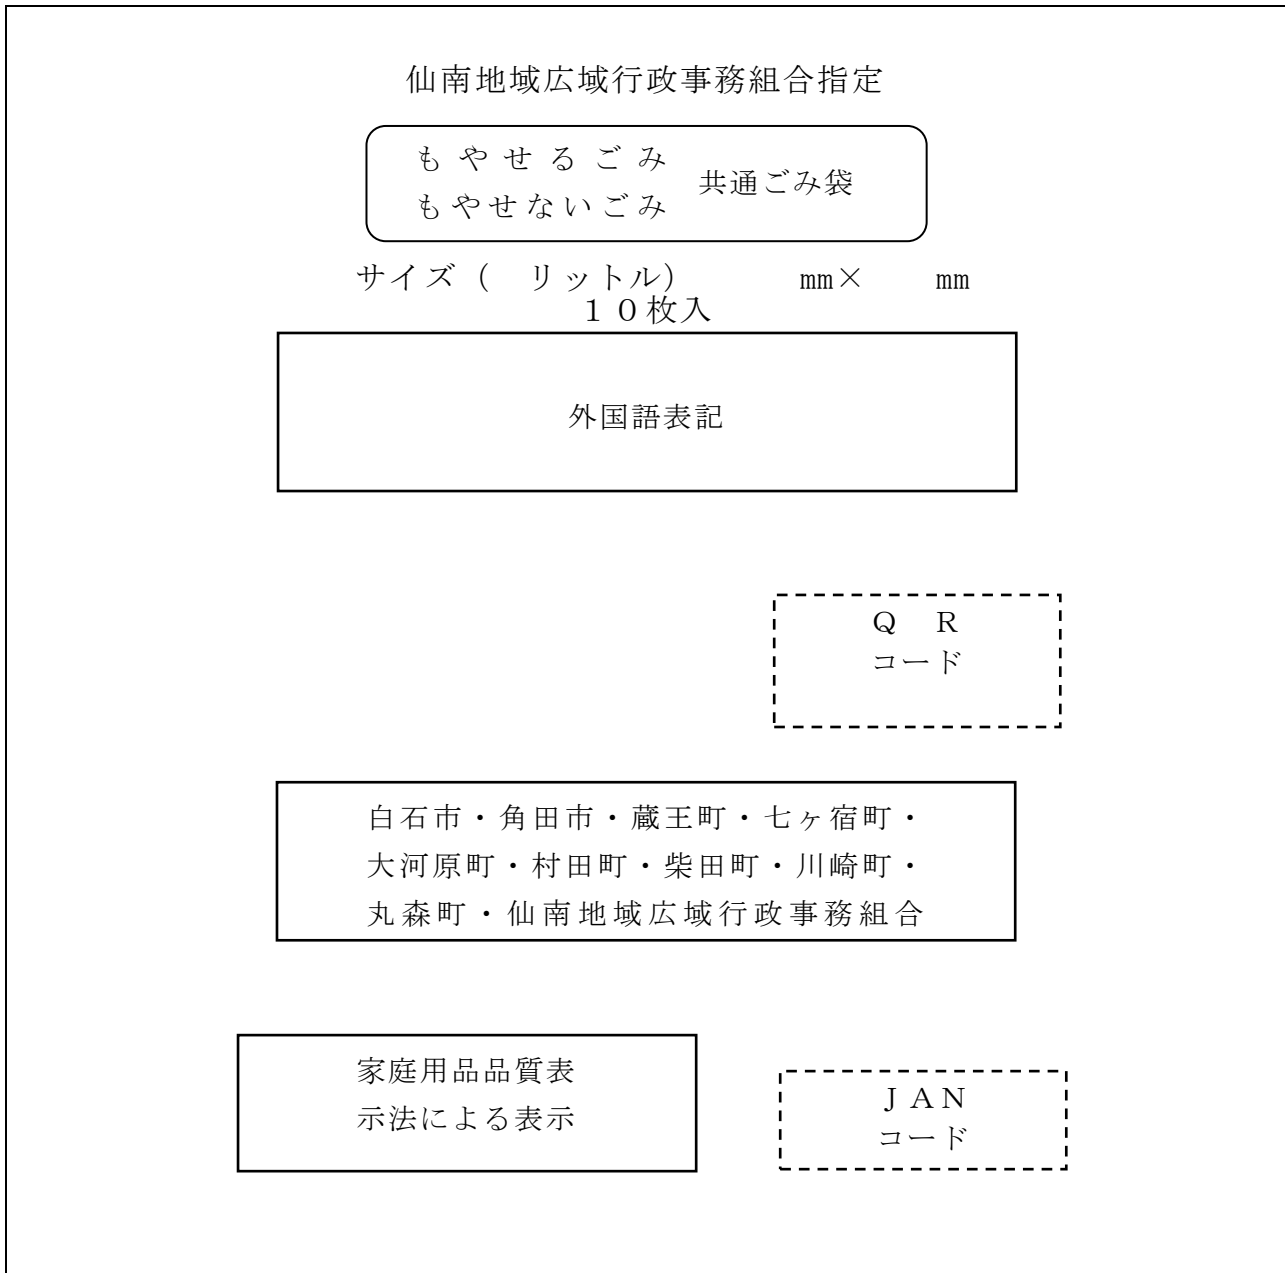 仙南地域広域行政事務組合指定
もやせるごみ
もやせないごみ
共通ごみ袋
サイズ(　リットル)　　　㎜×　　㎜
１０枚入
外国語表記
Ｑ　Ｒ
コード
白石市・角田市・蔵王町・七ヶ宿町・
大河原町・村田町・柴田町・川崎町・
丸森町・仙南地域広域行政事務組合
家庭用品品質表
示法による表示
ＪＡＮ
コード